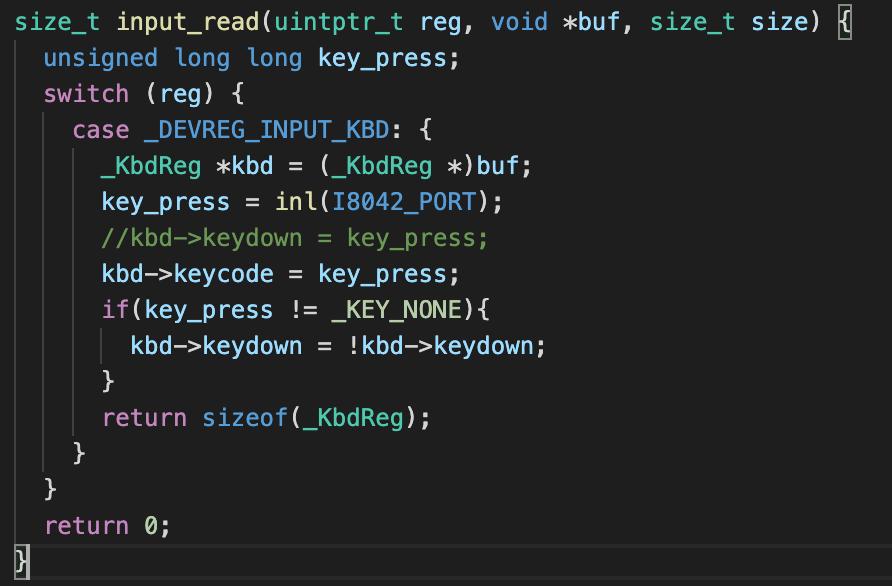 size_t input_read(uintptr_t reg, void *buf, size_t size) {
  unsigned long long key_press;
  switch (reg) {
    case _DEVREG_INPUT_KBD: {
      _KbdReg *kbd = (_KbdReg *)buf;
      key_press = inl(I8042_PORT);
      //kbd->keydown = key_press;
      kbd->keycode = key_press;
      if(key_press != _KEY_NONE){
        kbd->keydown = !kbd->keydown;
      }
      return sizeof(_KbdReg);
    }
  }
  return 0;
}